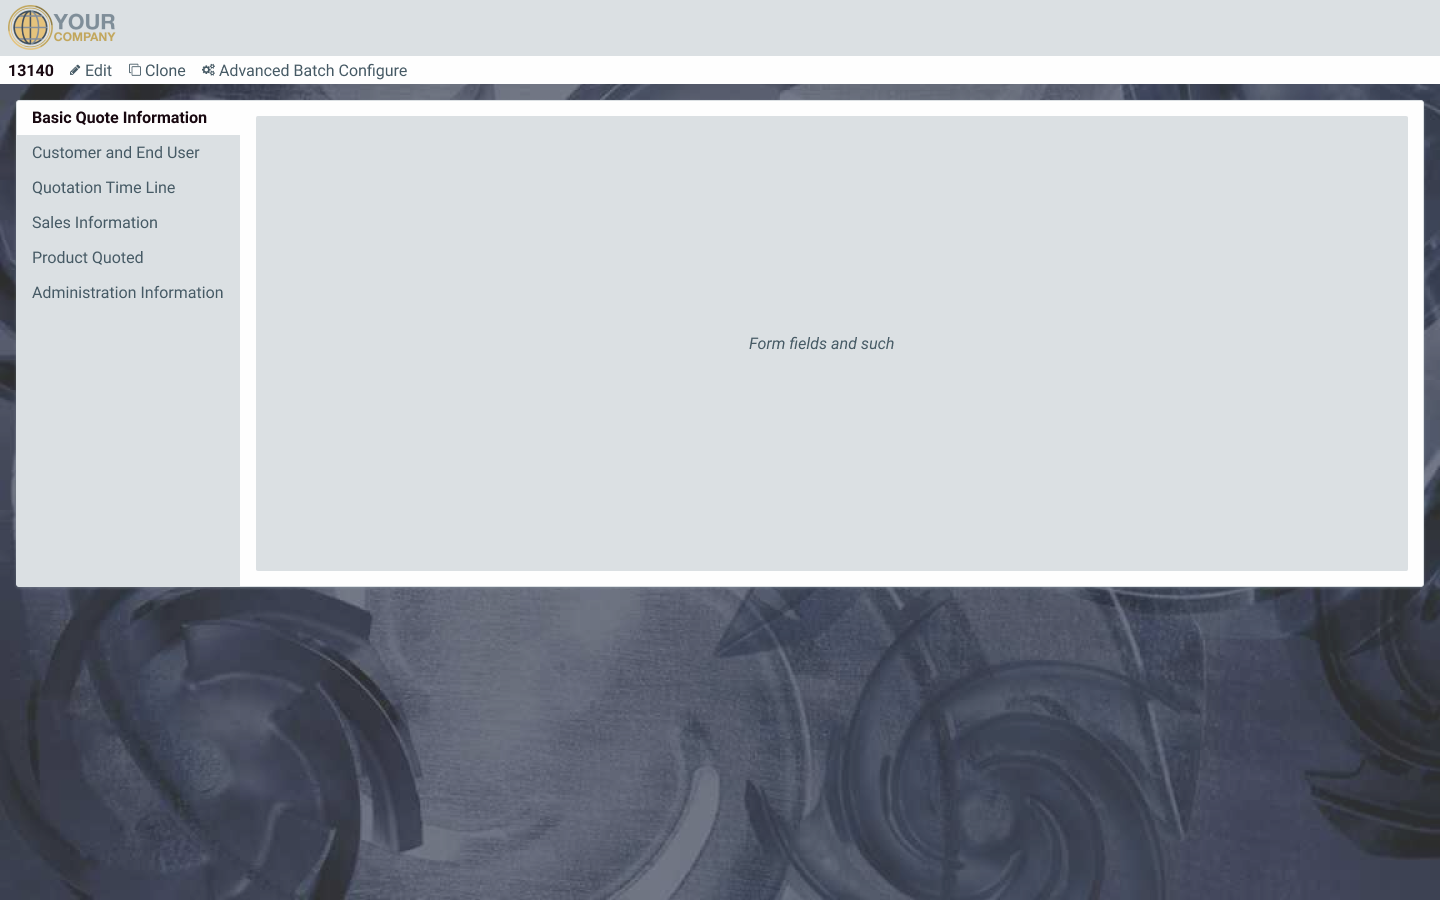 YOUR
COMPANY
13140 Edit Clone Advanced Batch Configure
Basic Quote Information
Customer and End User
Quotation Time Line
Sales Information
Product Quoted
Administration Information
Form fields and such